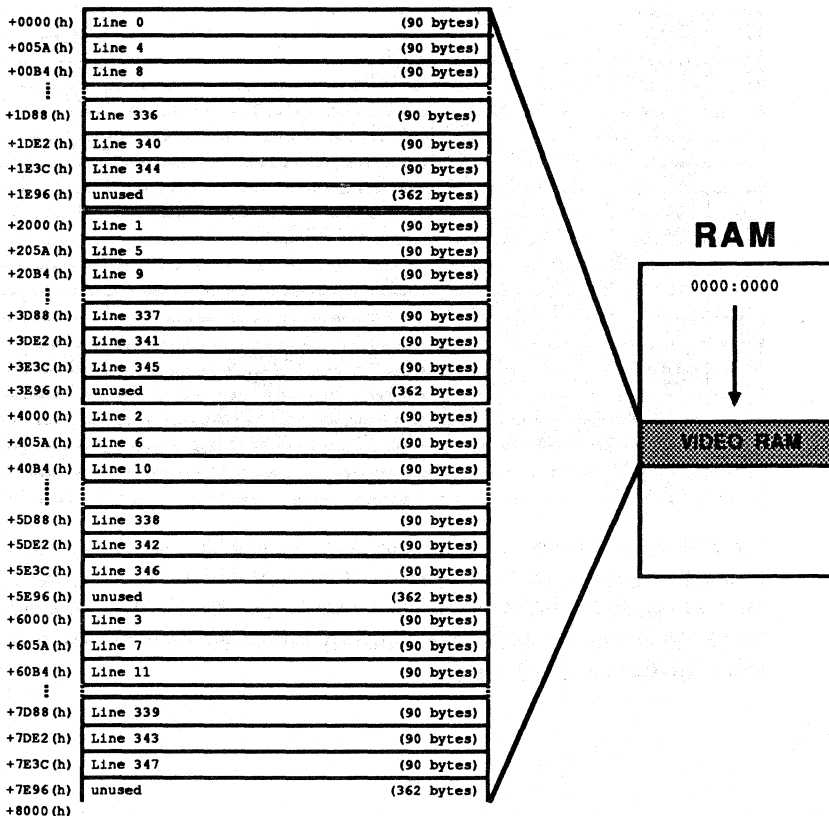 +0000(h) Line 0 (90 bytes)
+005A(h) Line 4 (90 bytes)
+00B4(h) Line 8 (90 bytes)
+1D88(h) Line 336 (90 bytes)
+1DE2(h) Line 340 (90 bytes)
+1E3C(h) Line 344 (90 bytes)
+1E96(h) unused (362 bytes)
+2000(h) Line 1 (90 bytes)
+205A(h) Line 5 (90 bytes)
+20B4(h) Line 9 (90 bytes)
+3D88(h) Line 337 (90 bytes)
+3DE2(h) Line 341 (90 bytes)
+3E3C(h) Line 345 (90 bytes)
+3E96(h) unused (362 bytes)
+4000(h) Line 2 (90 bytes)
+405A(h) Line 6 (90 bytes)
+40B4(h) Line 10 (90 bytes)
+5D88(h) Line 338 (90 bytes)
+5DE2(h) Line 342 (90 bytes)
+5E3C(h) Line 346 (90 bytes)
+5E96(h) unused (362 bytes)
+6000(h) Line 3 (90 bytes)
+605A(h) Line 7 (90 bytes)
+60B4(h) Line 11 (90 bytes)
+7D88(h) Line 339 (90 bytes)
+7DE2(h) Line 343 (90 bytes)
+7E3C(h) Line 347 (90 bytes)
+7E96(h) unused (362 bytes)
+8000(h)
RAM
0000:0000
VIDEO RAM